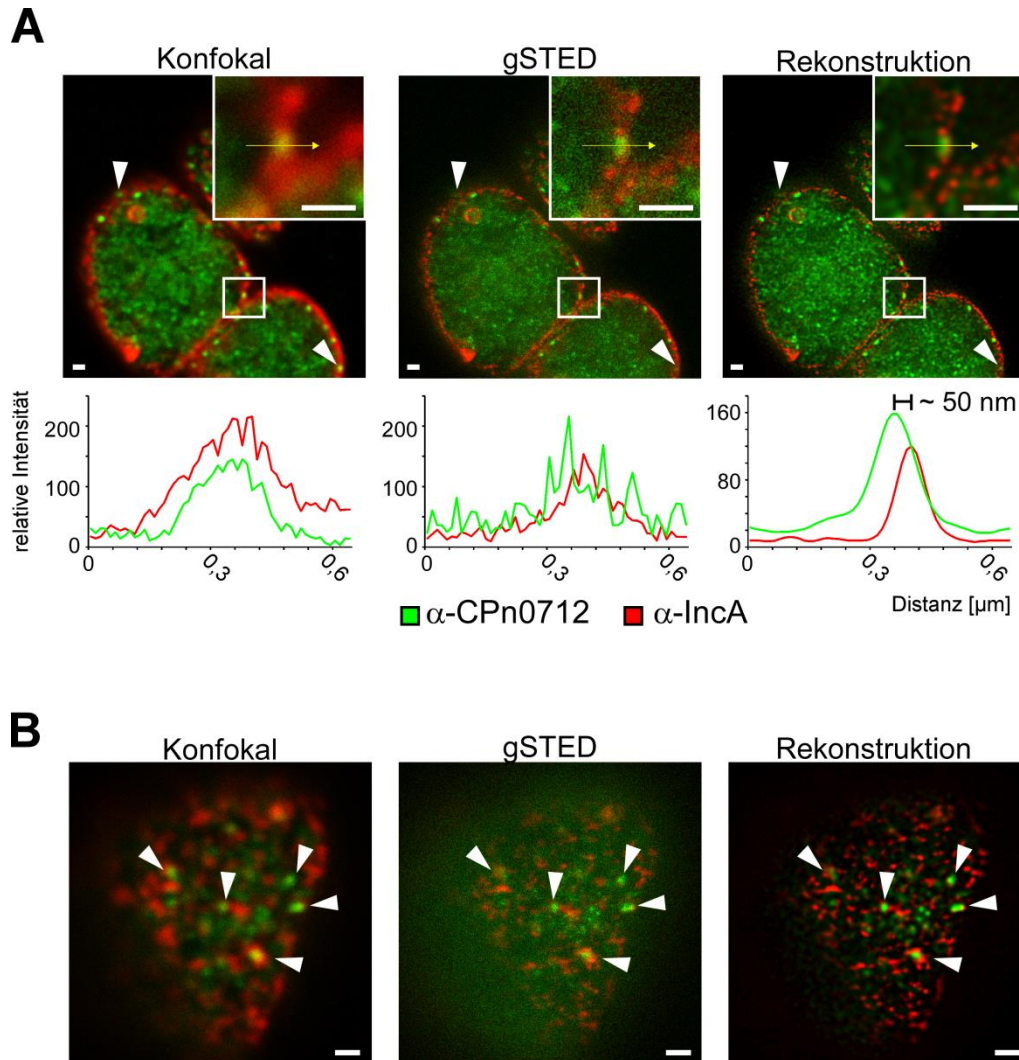 A
Konfokal gSTED Rekonstruktion
relative Intensität
200
100
0
0 0,3 0,6
200
100
0
0 0,3 0,6
160
80
0
0 0,3 0,6
~ 50 nm
Distanz [µm]
α-CPn0712 α-IncA
B
Konfokal gSTED Rekonstruktion